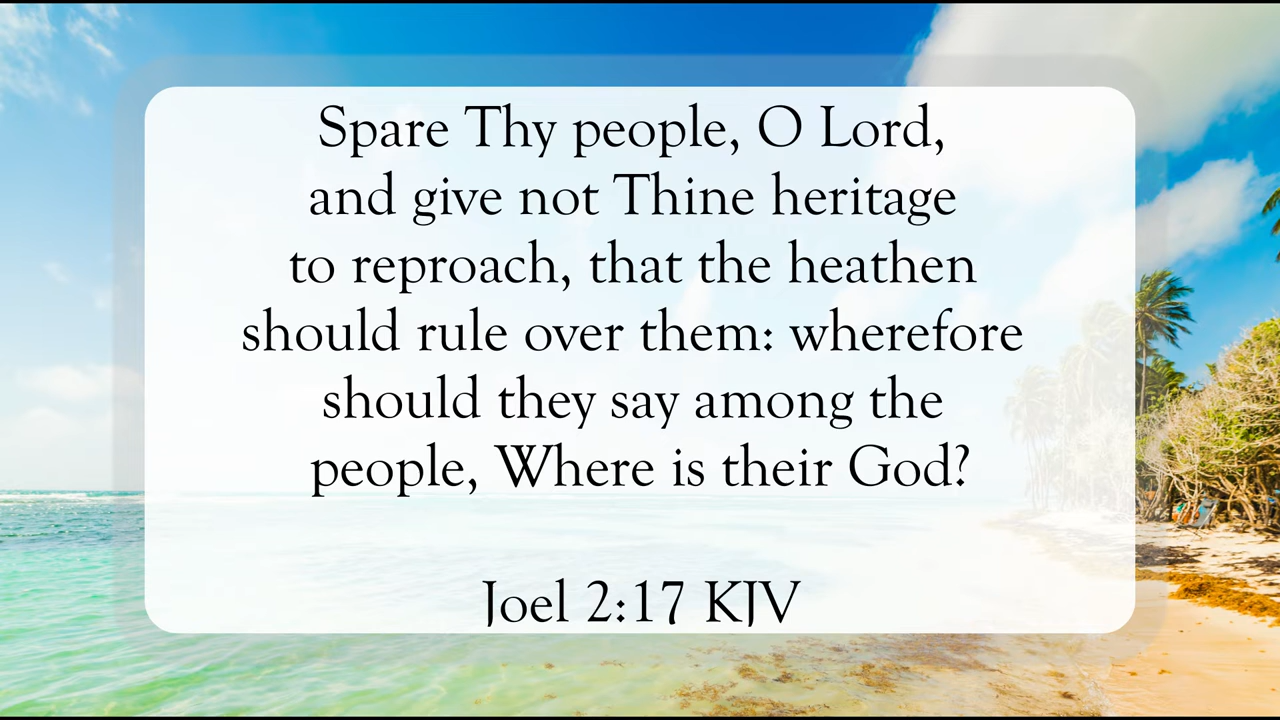 Spare Thy people, O Lord,
and give not Thine heritage
to reproach, that the heathen
should rule over them: wherefore
should they say among the
people, Where is their God?
Joel 2:17 KJV